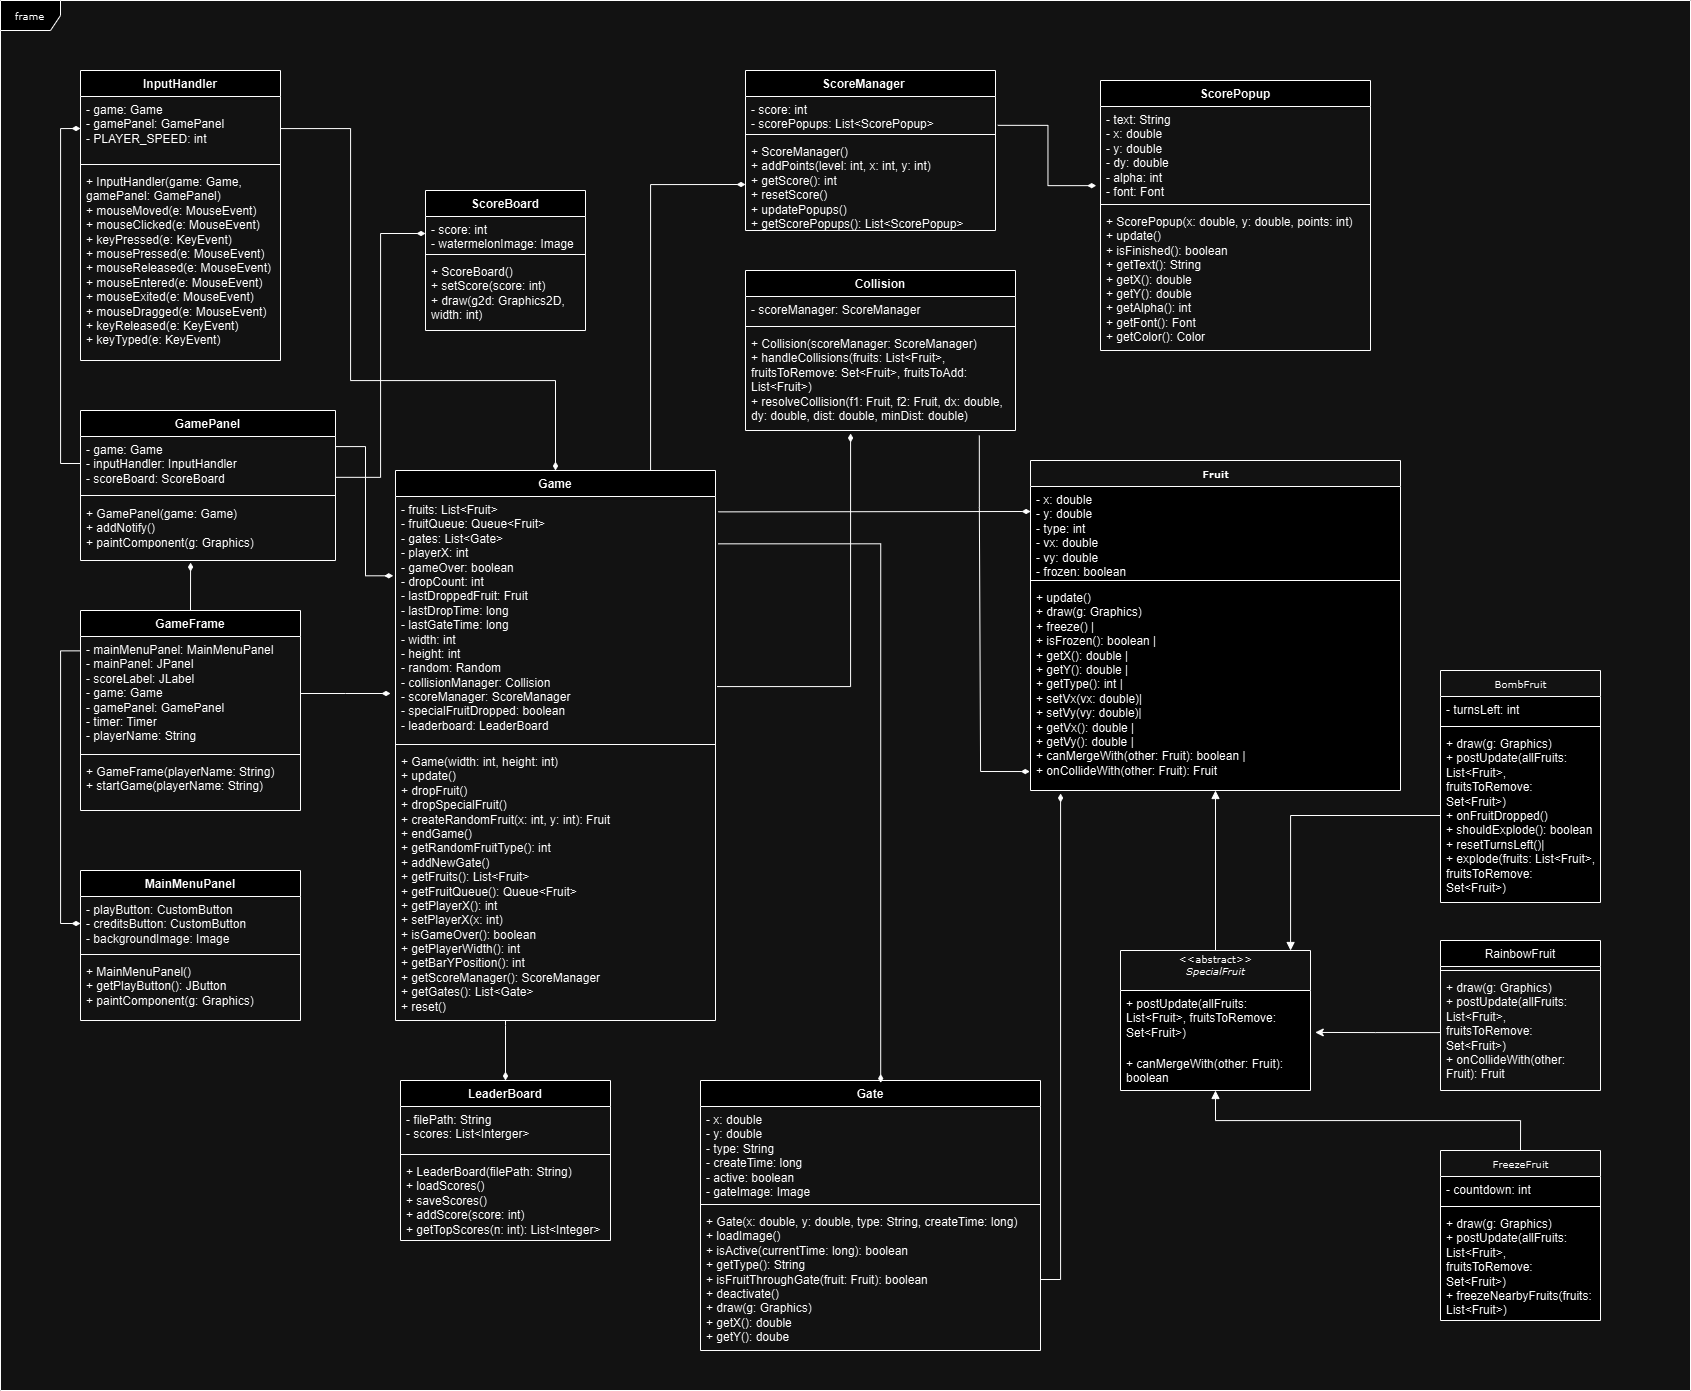 frame
InputHandler
- game: Game
- gamePanel: GamePanel
- PLAYER_SPEED: int
+ InputHandler(game: Game,
gamePanel: GamePanel)
+ mouseMoved(e: MouseEvent)
+ mouseClicked(e: MouseEvent)
+ keyPressed(e: KeyEvent)
+ mousePressed(e: MouseEvent)
+ mouseReleased(e: MouseEvent)
+ mouseEntered(e: MouseEvent)
+ mouseExited(e: MouseEvent)
+ mouseDragged(e: MouseEvent)
+ keyReleased(e: KeyEvent)
+ keyTyped(e: KeyEvent)
ScoreBoard
- score: int
- watermelonImage: Image
+ ScoreBoard()
+ setScore(score: int)
+ draw(g2d: Graphics2D,
width: int)
ScoreManager
- score: int
- scorePopups: List<ScorePopup>
+ ScoreManager()
+ addPoints(level: int, x: int, y: int)
+ getScore(): int
+ resetScore()
+ updatePopups()
+ getScorePopups(): List<ScorePopup>
ScorePopup
- text: String
- x: double
- y: double
- dy: double
- alpha: int
- font: Font
+ ScorePopup(x: double, y: double, points: int)
+ update()
+ isFinished(): boolean
+ getText(): String
+ getX(): double
+ getY(): double
+ getAlpha(): int
+ getFont(): Font
+ getColor(): Color
Collision
- scoreManager: ScoreManager
+ Collision(scoreManager: ScoreManager)
+ handleCollisions(fruits: List<Fruit>,
fruitsToRemove: Set<Fruit>, fruitsToAdd:
List<Fruit>)
+ resolveCollision(f1: Fruit, f2: Fruit, dx: double,
dy: double, dist: double, minDist: double)
GamePanel
- game: Game
- inputHandler: InputHandler
- scoreBoard: ScoreBoard
+ GamePanel(game: Game)
+ addNotify()
+ paintComponent(g: Graphics)
Game
- fruits: List<Fruit>
- fruitQueue: Queue<Fruit>
- gates: List<Gate>
- playerX: int
- gameOver: boolean
- dropCount: int
- lastDroppedFruit: Fruit
- lastDropTime: long
- lastGateTime: long
- width: int
- height: int
- random: Random
- collisionManager: Collision
- scoreManager: ScoreManager
- specialFruitDropped: boolean
- leaderboard: LeaderBoard
+ Game(width: int, height: int)
+ update()
+ dropFruit()
+ dropSpecialFruit()
+ createRandomFruit(x: int, y: int): Fruit
+ endGame()
+ getRandomFruitType(): int
+ addNewGate()
+ getFruits(): List<Fruit>
+ getFruitQueue(): Queue<Fruit>
+ getPlayerX(): int
+ setPlayerX(x: int)
+ isGameOver(): boolean
+ getPlayerWidth(): int
+ getBarYPosition(): int
+ getScoreManager(): ScoreManager
+ getGates(): List<Gate>
+ reset()
Fruit
- x: double
- y: double
- type: int
- vx: double
- vy: double
- frozen: boolean
+ update()
+ draw(g: Graphics)
+ freeze() |
+ isFrozen(): boolean |
+ getX(): double |
+ getY(): double |
+ getType(): int |
+ setVx(vx: double)|
+ setVy(vy: double)|
+ getVx(): double |
+ getVy(): double |
+ canMergeWith(other: Fruit): boolean |
+ onCollideWith(other: Fruit): Fruit
GameFrame
- mainMenuPanel: MainMenuPanel
- mainPanel: JPanel
- scoreLabel: JLabel
- game: Game
- gamePanel: GamePanel
- timer: Timer
- playerName: String
+ GameFrame(playerName: String)
+ startGame(playerName: String)
MainMenuPanel
- playButton: CustomButton
- creditsButton: CustomButton
- backgroundImage: Image
+ MainMenuPanel()
+ getPlayButton(): JButton
+ paintComponent(g: Graphics)
BombFruit
- turnsLeft: int
+ draw(g: Graphics)
+ postUpdate(allFruits:
List<Fruit>,
fruitsToRemove:
Set<Fruit>)
+ onFruitDropped()
+ shouldExplode(): boolean
+ resetTurnsLeft()|
+ explode(fruits: List<Fruit>,
fruitsToRemove:
Set<Fruit>)
<<abstract>>
SpecialFruit
+ postUpdate(allFruits:
List<Fruit>, fruitsToRemove:
Set<Fruit>)
+ canMergeWith(other: Fruit):
boolean
RainbowFruit
+ draw(g: Graphics)
+ postUpdate(allFruits:
List<Fruit>,
fruitsToRemove:
Set<Fruit>)
+ onCollideWith(other:
Fruit): Fruit
LeaderBoard
- filePath: String
- scores: List<Interger>
+ LeaderBoard(filePath: String)
+ loadScores()
+ saveScores()
+ addScore(score: int)
+ getTopScores(n: int): List<Integer>
Gate
- x: double
- y: double
- type: String
- createTime: long
- active: boolean
- gateImage: Image
+ Gate(x: double, y: double, type: String, createTime: long)
+ loadImage()
+ isActive(currentTime: long): boolean
+ getType(): String
+ isFruitThroughGate(fruit: Fruit): boolean
+ deactivate()
+ draw(g: Graphics)
+ getX(): double
+ getY(): doube
FreezeFruit
- countdown: int
+ draw(g: Graphics)
+ postUpdate(allFruits:
List<Fruit>,
fruitsToRemove:
Set<Fruit>)
+ freezeNearbyFruits(fruits:
List<Fruit>)